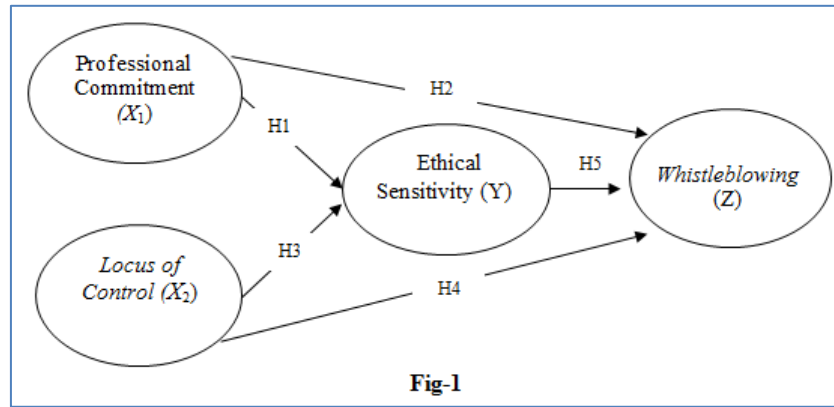 Professional
Commitment
(X₁)
H2
H1
Ethical
Sensitivity (Y)
H5
Whistleblowing
(Z)
Locus of
Control (X₂)
H3
H4
Fig-1